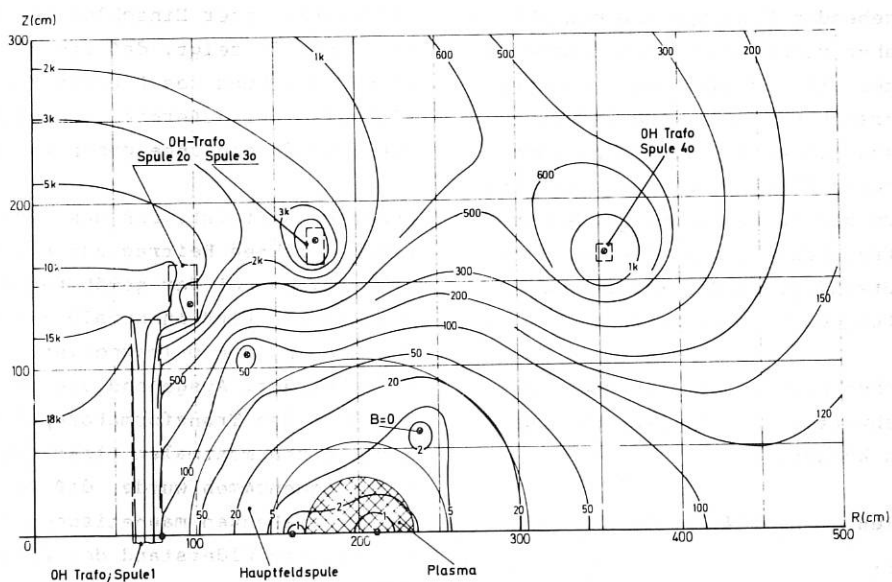 Z(cm)
300
200
100
0
2k
3k
5k
10k
15k
18k
OH-Trafo
Spule 2o Spule 3o
1k
600
500
300
200
OH Trafo
Spule 4o
3k
2k
600
500
1k
300
200
150
100
50
20
50
500
120
B=0
2
100
50
20
5
1
2
1
5
20
50
100
0
100
200
300
400
500
R(cm)
OH Trafo, Spule 1
Hauptfeldspule
Plasma